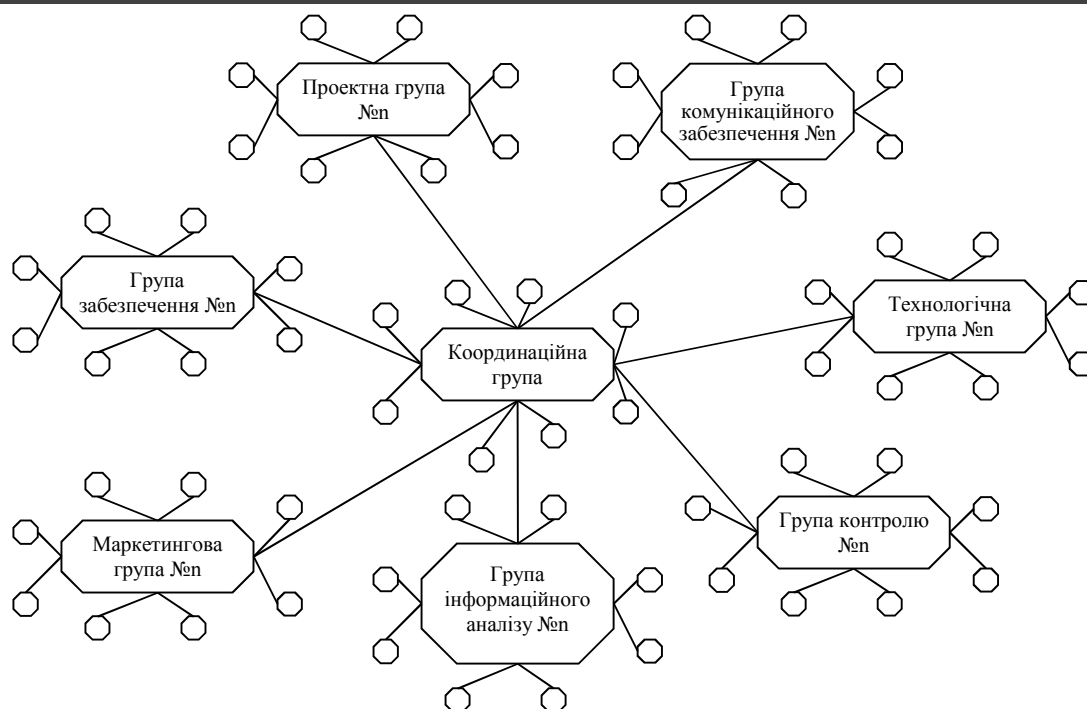 Проектна група
№n
Група
комунікаційного
забезпечення №n
Група
забезпечення №n
Технологічна
група №n
Координаційна
група
Маркетингова
група №n
Група
інформаційного
аналізу №n
Група контролю
№n